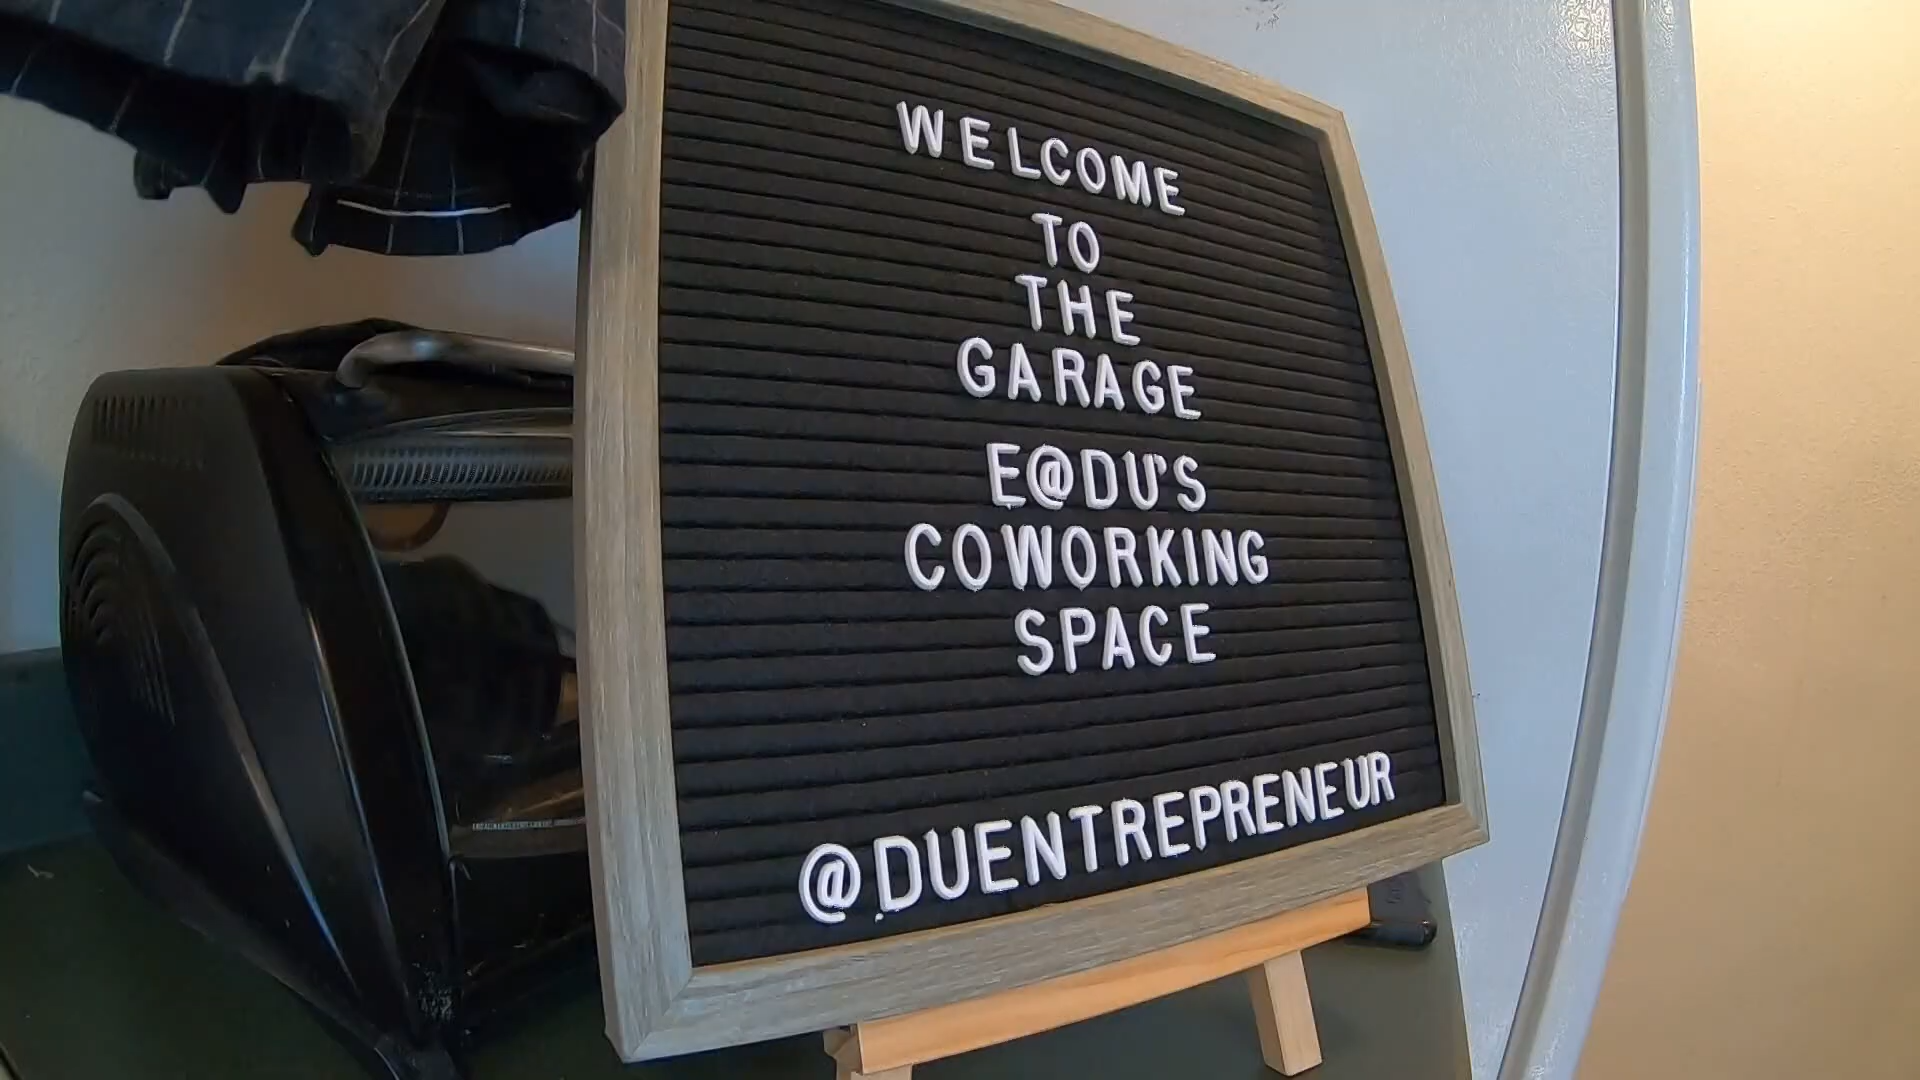 WELCOME
TO
THE
GARAGE
E@DU'S
COWORKING
SPACE
@DUENTREPRENEUR